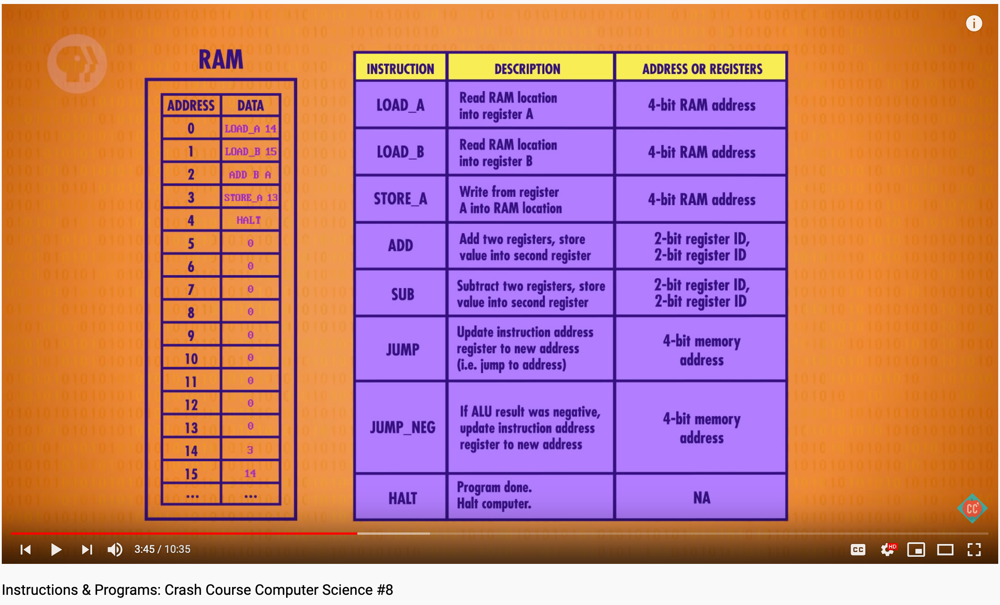 RAM
ADDRESS DATA
0 LOAD_A 14
1 LOAD_B 15
2 ADD B A
3 STORE_A 13
4 HALT
5 0
6 0
7 0
8 0
9 0
10 0
11 0
12 0
13 0
14 3
15 14
... ...
INSTRUCTION DESCRIPTION ADDRESS OR REGISTERS
LOAD_A
Read RAM location
into register A
4-bit RAM address
LOAD_B
Read RAM location
into register B
4-bit RAM address
STORE_A
Write from register
A into RAM location
4-bit RAM address
ADD
Add two registers, store
value into second register
2-bit register ID,
2-bit register ID
SUB
Subtract two registers, store
value into second register
2-bit register ID,
2-bit register ID
JUMP
Update instruction address
register to new address
(i.e. jump to address)
4-bit memory
address
JUMP_NEG
If ALU result was negative,
update instruction address
register to new address
4-bit memory
address
HALT
Program done.
Halt computer.
NA
CC
3:45 / 10:35
CC
HD
Instructions & Programs: Crash Course Computer Science #8